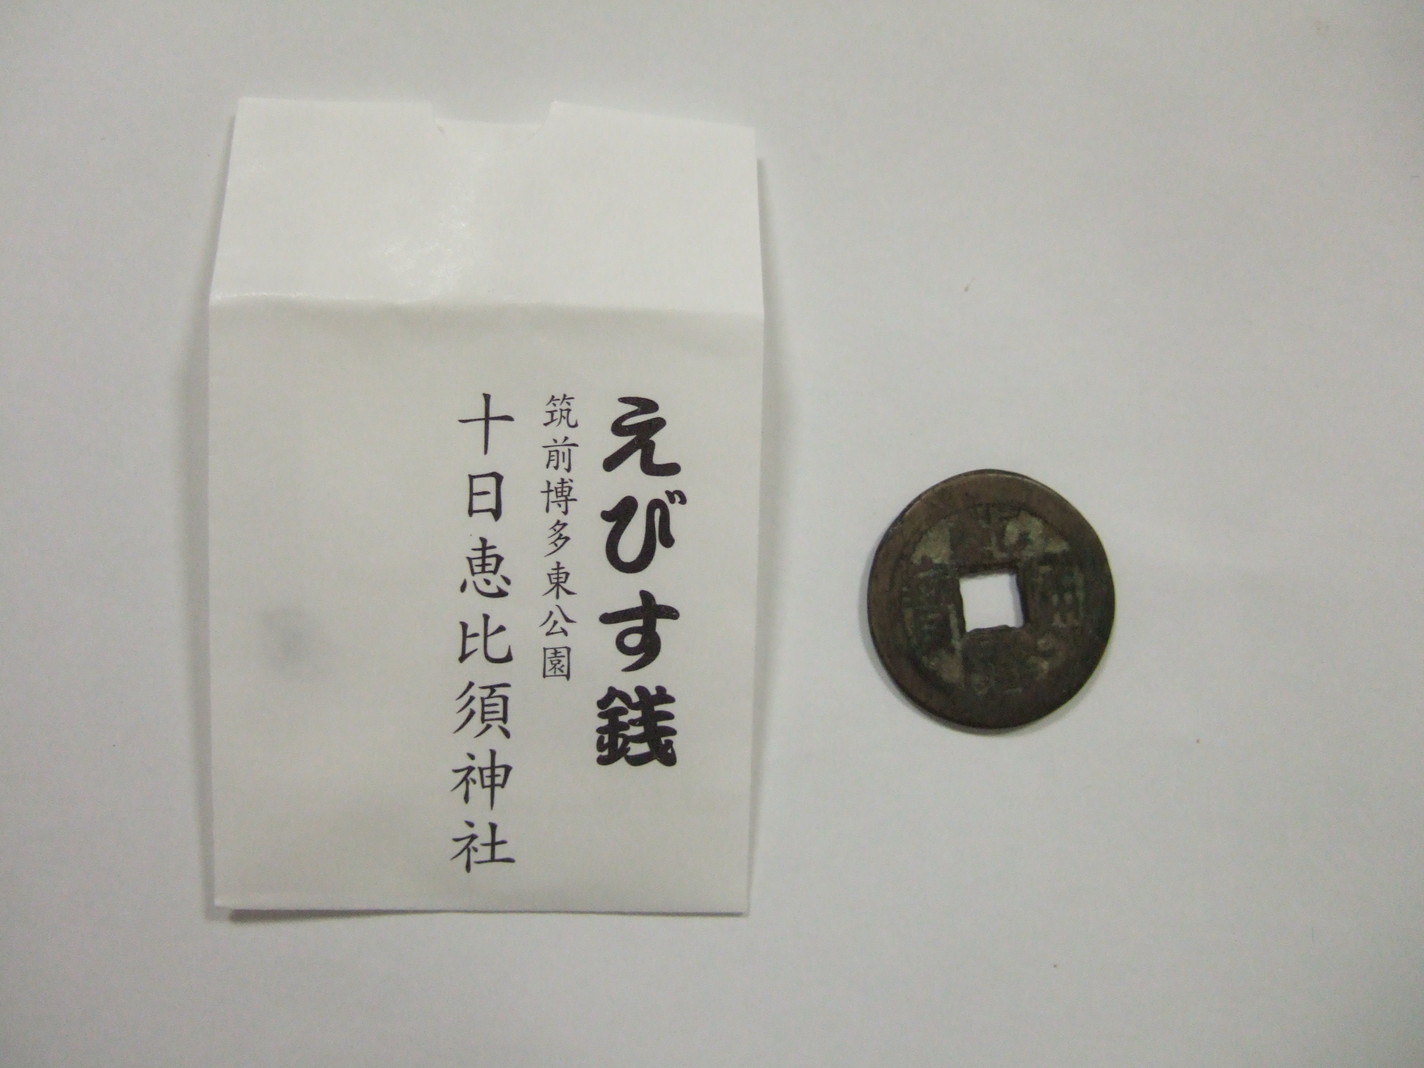 えびす銭
筑前博多東公園
十日恵比須神社